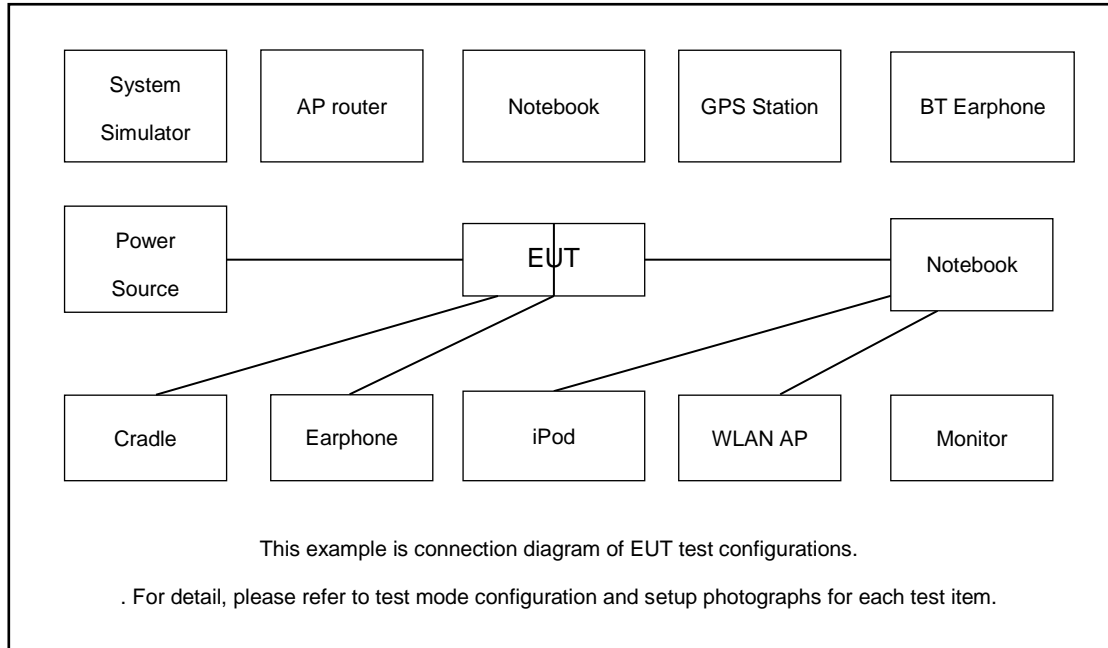 System
Simulator
AP router
Notebook
GPS Station
BT Earphone
Power
Source
EUT
Notebook
Cradle
Earphone
iPod
WLAN AP
Monitor
This example is connection diagram of EUT test configurations.
. For detail, please refer to test mode configuration and setup photographs for each test item.